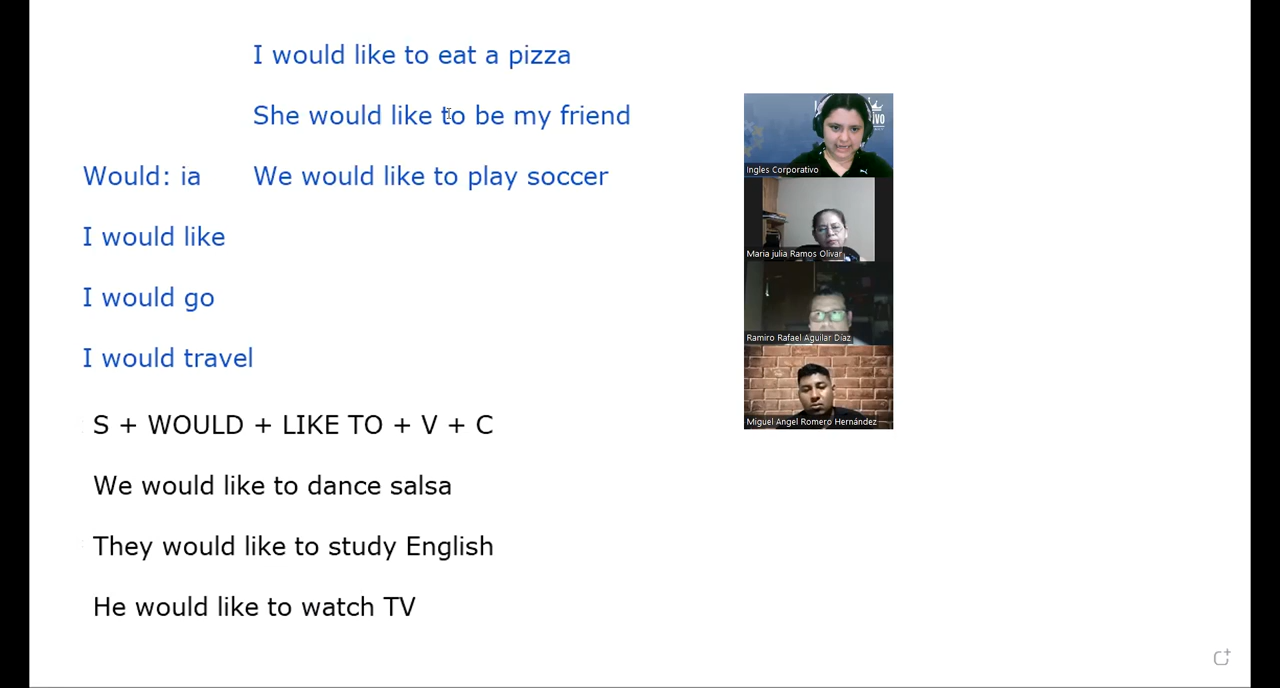 I would like to eat a pizza
She would like to be my friend
Would: ia We would like to play soccer
I would like
I would go
I would travel
S + WOULD + LIKE TO + V + C
We would like to dance salsa
They would like to study English
He would like to watch TV
Ingles Corporativo
Maria julia Ramos Olivar
Ramiro Rafael Aguilar Díaz
Miguel Angel Romero Hernández